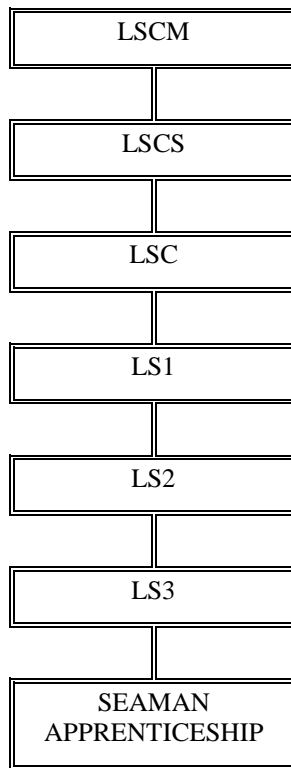 LSCM
LSCS
LSC
LS1
LS2
LS3
SEAMAN
APPRENTICESHIP